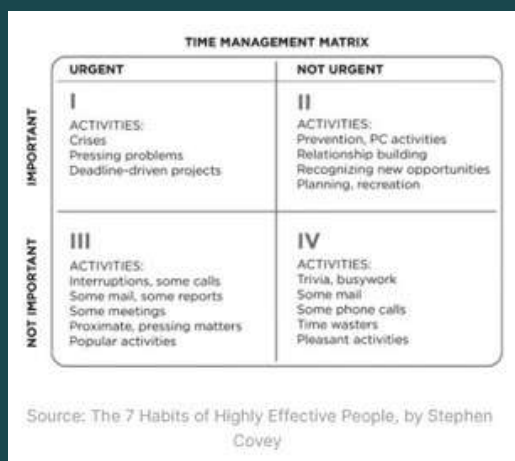 TIME MANAGEMENT MATRIX
URGENT
NOT URGENT
IMPORTANT
I
ACTIVITIES:
Crises
Pressing problems
Deadline-driven projects
II
ACTIVITIES:
Prevention, PC activities
Relationship building
Recognizing new opportunities
Planning, recreation
NOT IMPORTANT
III
ACTIVITIES:
Interruptions, some calls
Some mail, some reports
Some meetings
Proximate, pressing matters
Popular activities
IV
ACTIVITIES:
Trivia, busywork
Some mail
Some phone calls
Time wasters
Pleasant activities
Source: The 7 Habits of Highly Effective People, by Stephen
Covey